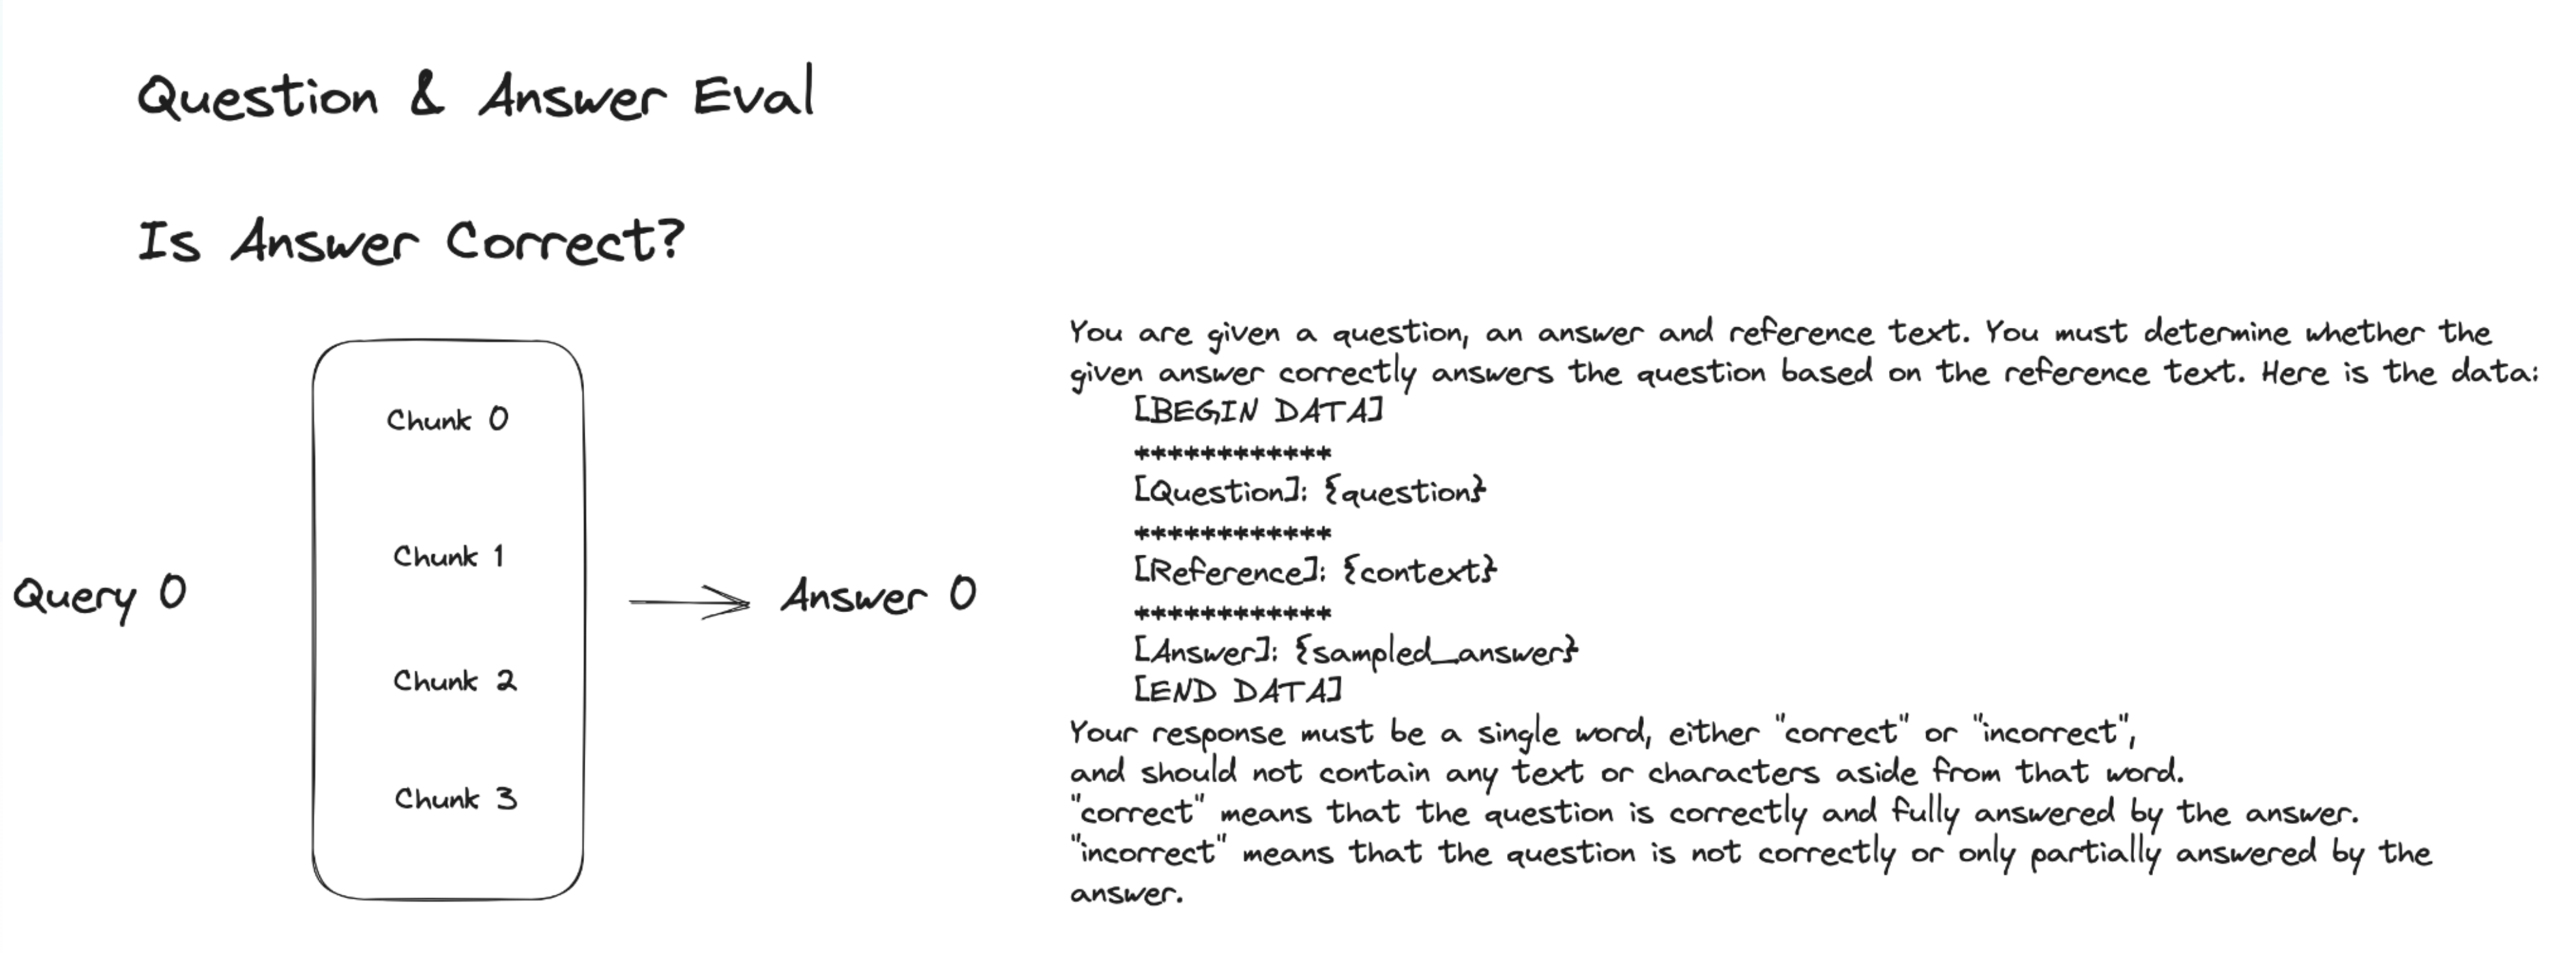 Question & Answer Eval
Is Answer Correct?
Query 0
Chunk 0
Chunk 1
Chunk 2
Chunk 3
Answer 0
You are given a question, an answer and reference text. You must determine whether the
given answer correctly answers the question based on the reference text. Here is the data:
[BEGIN DATA]
************
[Question]: {question}
************
[Reference]: {context}
************
[Answer]: {sampled_answer}
[END DATA]
Your response must be a single word, either "correct" or "incorrect",
and should not contain any text or characters aside from that word.
"correct" means that the question is correctly and fully answered by the answer.
"incorrect" means that the question is not correctly or only partially answered by the
answer.